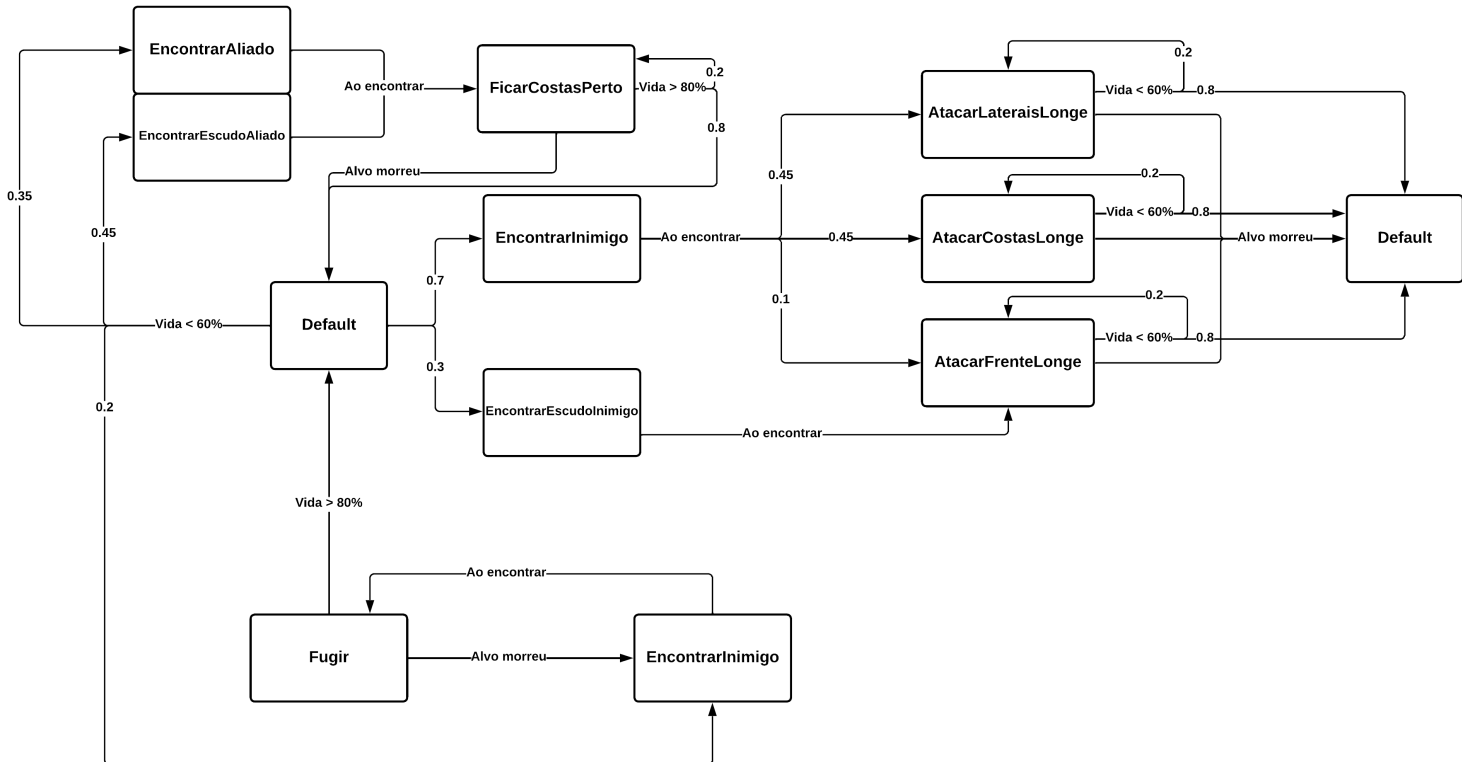 EncontrarAliado
0.2
0.2
Ao encontrar
FicarCostasPerto
Vida > 80%
Vida < 60%
0.8
AtacarLateraisLonge
EncontrarEscudoAliado
0.8
Alvo morreu
0.45
0.2
0.35
0.45
Vida < 60%
0.8
EncontrarInimigo
Ao encontrar
0.45
AtacarCostasLonge
Alvo morreu
Default
0.7
0.1
0.2
Vida < 60%
Default
Vida < 60%
0.8
0.3
AtacarFrenteLonge
0.2
EncontrarEscudoInimigo
Ao encontrar
Vida > 80%
Ao encontrar
Fugir
Alvo morreu
EncontrarInimigo